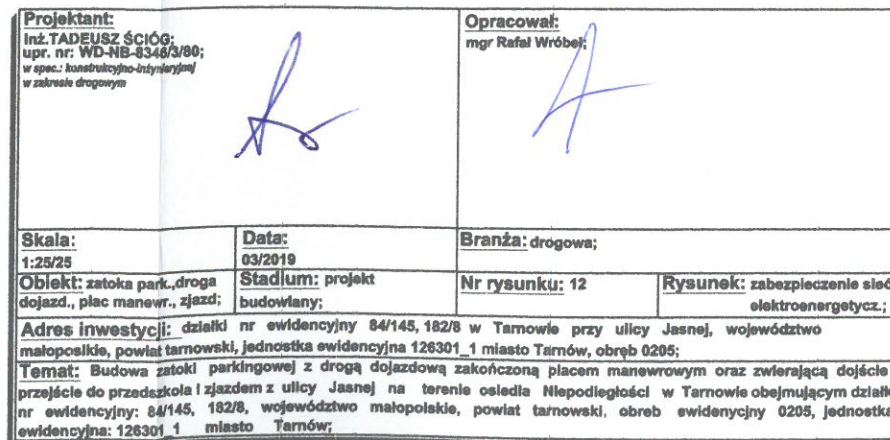 Projektant:
inż.TADEUSZ ŚCIÓG;
upr. nr: WD-NB-8346/3/80;
w spec.: konstrukcyjno-inżynieryjnej
w zakresie drogowym
Opracował:
mgr Rafał Wróbel;
Skala:
1:25/25
Data:
03/2019
Branża: drogowa;
Obiekt: zatoka park.,droga
dojazd., plac manewr., zjazd;
Stadium: projekt
budowlany;
Nr rysunku: 12
Rysunek: zabezpieczenie sieć
elektroenergetycz.;
Adres inwestycji: działki nr ewidencyjny 84/145, 182/8 w Tarnowie przy ulicy Jasnej, województwo
małoposlkie, powiat tarnowski, jednostka ewidencyjna 126301_1 miasto Tarnów, obręb 0205;
Temat: Budowa zatoki parkingowej z drogą dojazdową zakończoną placem manewrowym oraz zwierającą dojście
przejście do przedszkola i zjazdem z ulicy Jasnej na terenie osiedla Niepodległości w Tarnowie obejmującym działk
nr ewidencyjny: 84/145, 182/8, województwo małopolskie, powiat tarnowski, obreb ewidenycjny 0205, jednostka
ewidencyjna: 126301_1 miasto Tarnów;